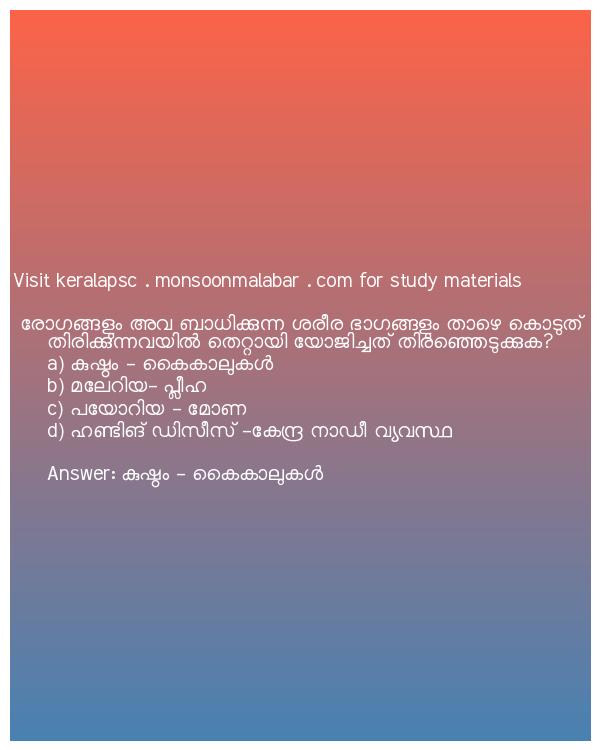 Visit keralapsc . monsoonmalabar . com for study materials
രോഗങ്ങളും അവ ബാധിക്കുന്ന ശരീര ഭാഗങ്ങളും താഴെ കൊടുത്
തിരിക്കുന്നവയിൽ തെറ്റായി യോജിച്ചത് തിരഞ്ഞെടുക്കുക?
a) കുഷ്ഠം - കൈകാലുകൾ
b) മലേറിയ- പ്ലീഹ
c) പയോറിയ - മോണ
d) ഹണ്ടിങ് ഡിസീസ് -കേന്ദ്ര നാഡീ വ്യവസ്ഥ
Answer: കുഷ്ഠം - കൈകാലുകൾ